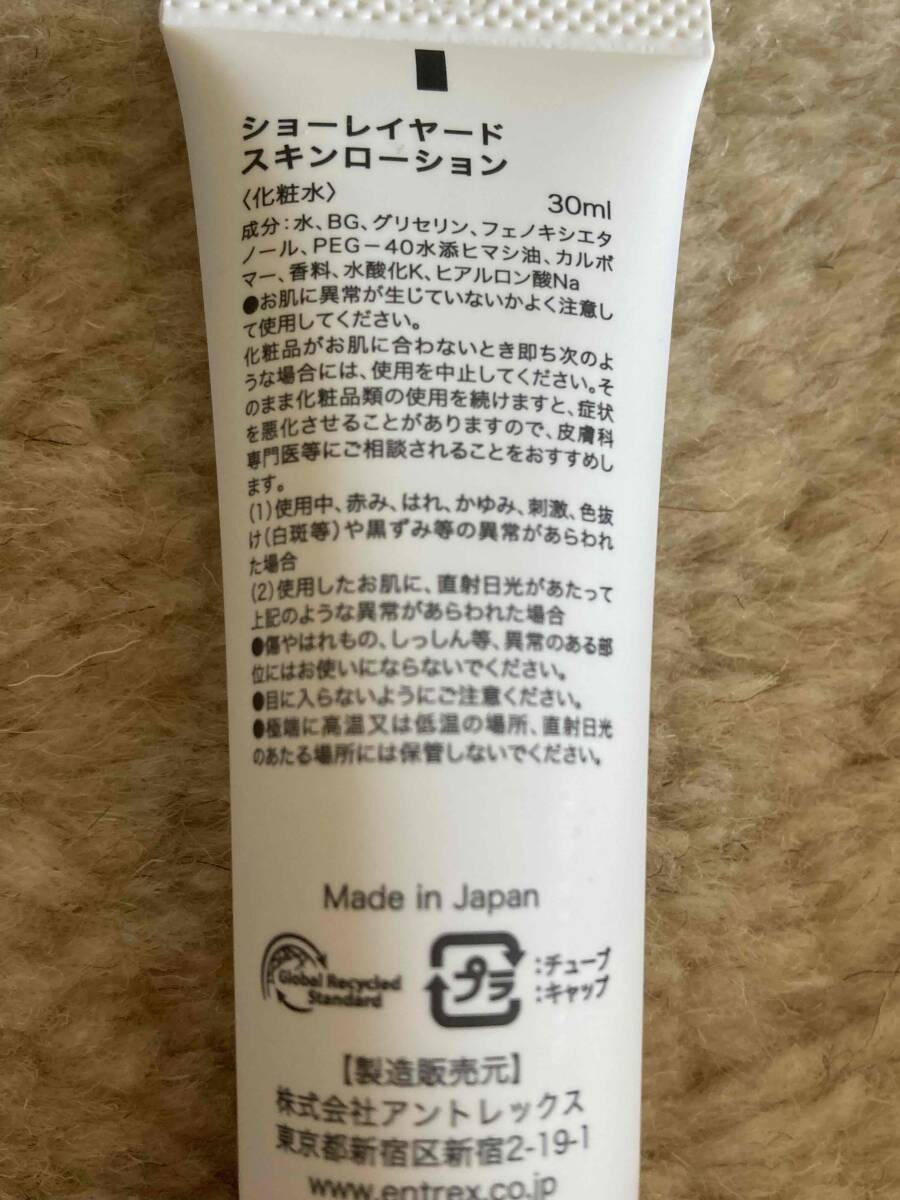 ショーレイヤード
スキンローション
〈化粧水〉 30ml
成分:水、BG、グリセリン、フェノキシエタ
ノール、PEG-40水添ヒマシ油、カルボ
マー、香料、水酸化K、ヒアルロン酸Na
●お肌に異常が生じていないかよく注意し
て使用してください。
化粧品がお肌に合わないとき即ち次のよ
うな場合には、使用を中止してください。そ
のまま化粧品類の使用を続けますと、症状
を悪化させることがありますので、皮膚科
専門医等にご相談されることをおすすめし
ます。
(1)使用中、赤み、はれ、かゆみ、刺激、色抜
け(白斑等)や黒ずみ等の異常があらわれ
た場合
(2)使用したお肌に、直射日光があたって
上記のような異常があらわれた場合
●傷やはれもの、しっしん等、異常のある部
位にはお使いにならないでください。
●目に入らないようにご注意ください。
●極端に高温又は低温の場所、直射日光
のあたる場所には保管しないでください。
Made in Japan
Global Recycled
Standard
プラ
:チューブ
:キャップ
【製造販売元】
株式会社アントレックス
東京都新宿区新宿2-19-1
www.entrex.co.jp